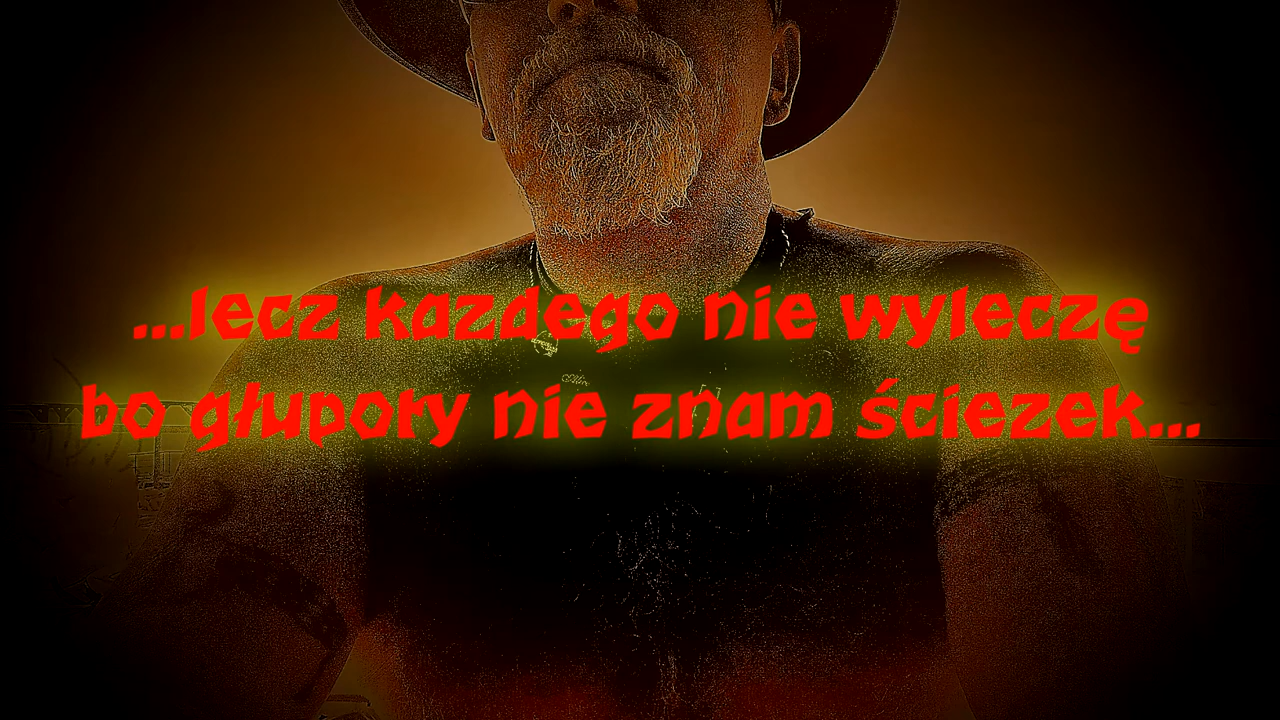 ...lecz kazdego nie wyleczę
bo głupoty nie znam ściezek...